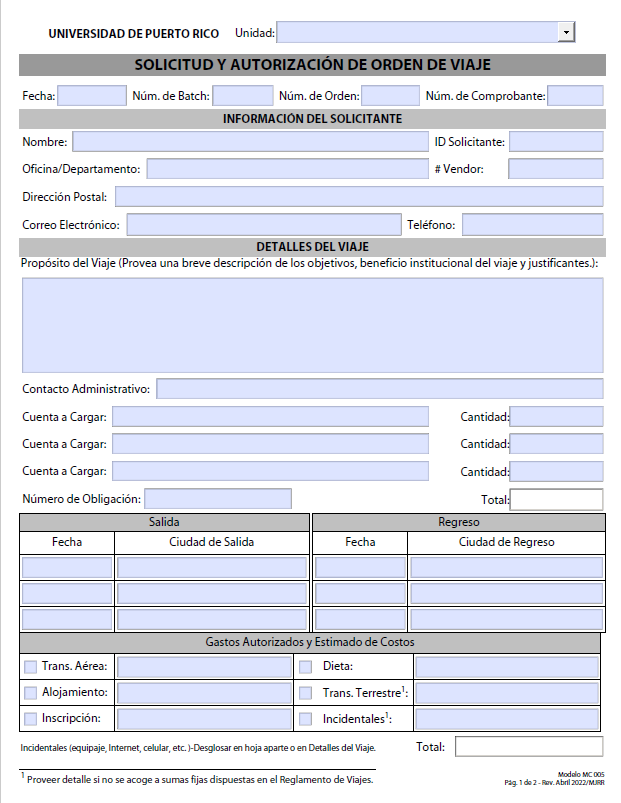 UNIVERSIDAD DE PUERTO RICO Unidad:
SOLICITUD Y AUTORIZACIÓN DE ORDEN DE VIAJE
Fecha: Núm. de Batch: Núm. de Orden: Núm. de Comprobante:
INFORMACIÓN DEL SOLICITANTE
Nombre: ID Solicitante:
Oficina/Departamento: # Vendor:
Dirección Postal:
Correo Electrónico: Teléfono:
DETALLES DEL VIAJE
Propósito del Viaje (Provea una breve descripción de los objetivos, beneficio institucional del viaje y justificantes.):
Contacto Administrativo:
Cuenta a Cargar: Cantidad:
Cuenta a Cargar: Cantidad:
Cuenta a Cargar: Cantidad:
Número de Obligación: Total:
Salida Regreso
Fecha Ciudad de Salida Fecha Ciudad de Regreso
Gastos Autorizados y Estimado de Costos
Trans. Aérea: Dieta:
Alojamiento: Trans. Terrestre¹:
Inscripción: Incidentales¹:
Incidentales (equipaje, Internet, celular, etc. )-Desglosar en hoja aparte o en Detalles del Viaje. Total:
¹ Proveer detalle si no se acoge a sumas fijas dispuestas en el Reglamento de Viajes.
Modelo MC 005
Pág. 1 de 2 - Rev. Abril 2022/MJRR